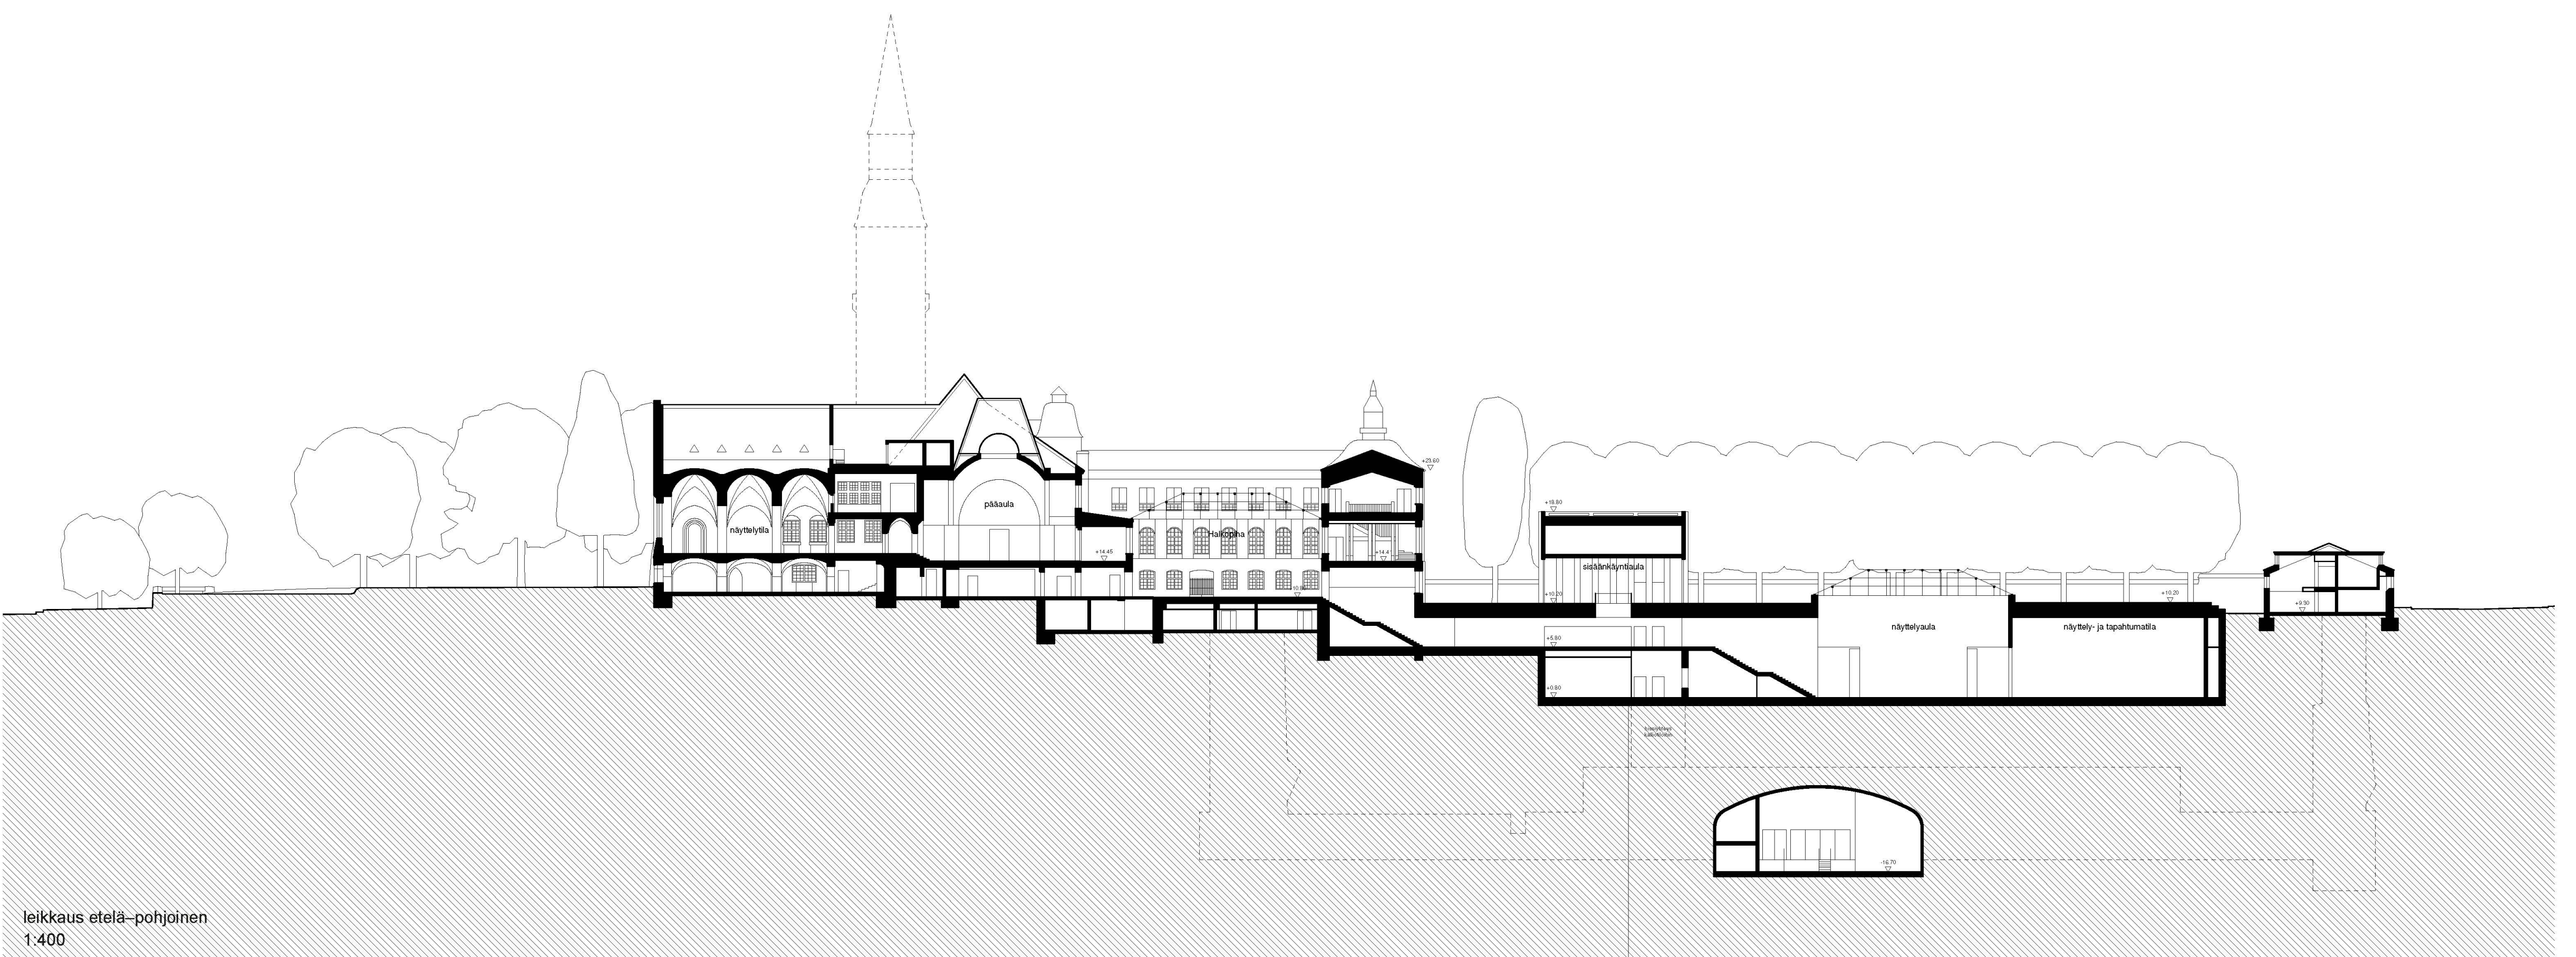 +23.60
+18.80
pääaula
näyttelytila
Halkopiha
+14.45
sisäänkäyntiaula
+10.20
+10.20
+9.90
näyttelyaula
näyttely- ja tapahtumatila
+5.80
+0.80
-16.70
leikkaus etelä–pohjoinen
1:400